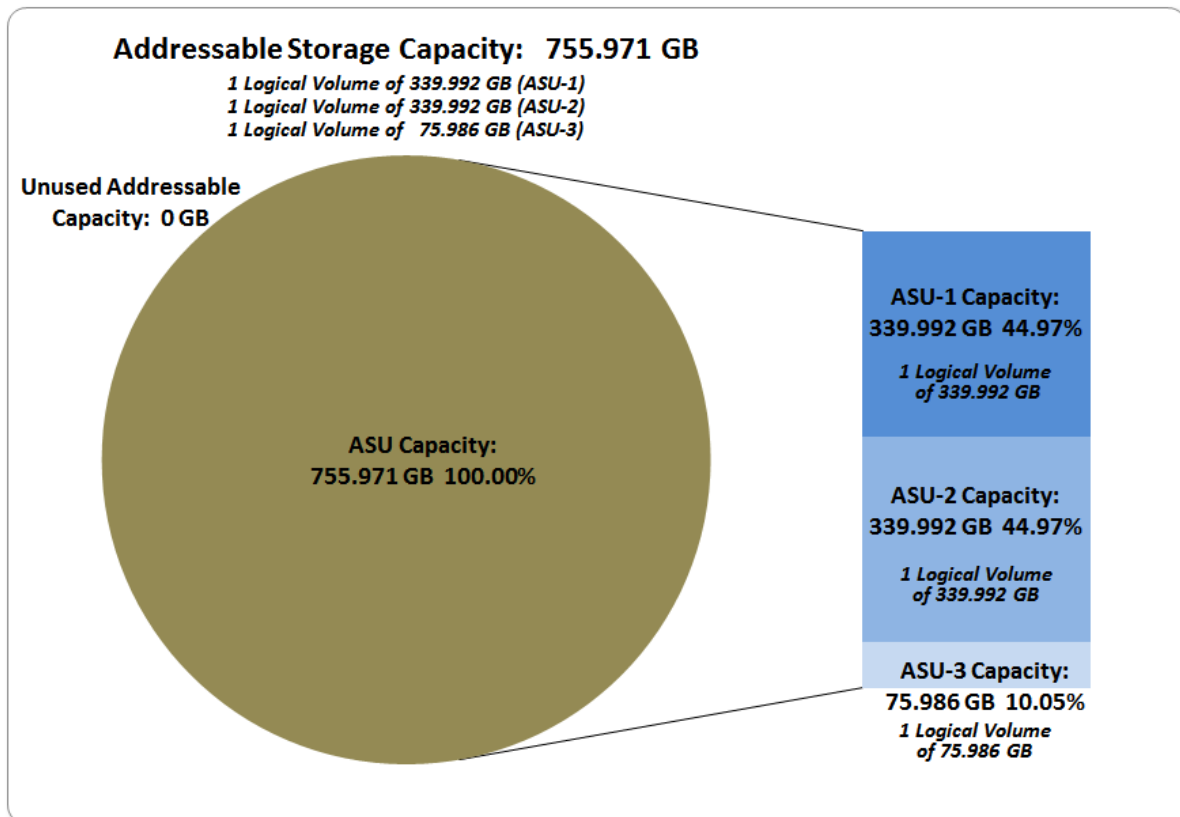 Addressable Storage Capacity: 755.971 GB
1 Logical Volume of 339.992 GB (ASU-1)
1 Logical Volume of 339.992 GB (ASU-2)
1 Logical Volume of 75.986 GB (ASU-3)
Unused Addressable
Capacity: 0 GB
ASU Capacity:
755.971 GB 100.00%
ASU-1 Capacity:
339.992 GB 44.97%
1 Logical Volume
of 339.992 GB
ASU-2 Capacity:
339.992 GB 44.97%
1 Logical Volume
of 339.992 GB
ASU-3 Capacity:
75.986 GB 10.05%
1 Logical Volume
of 75.986 GB